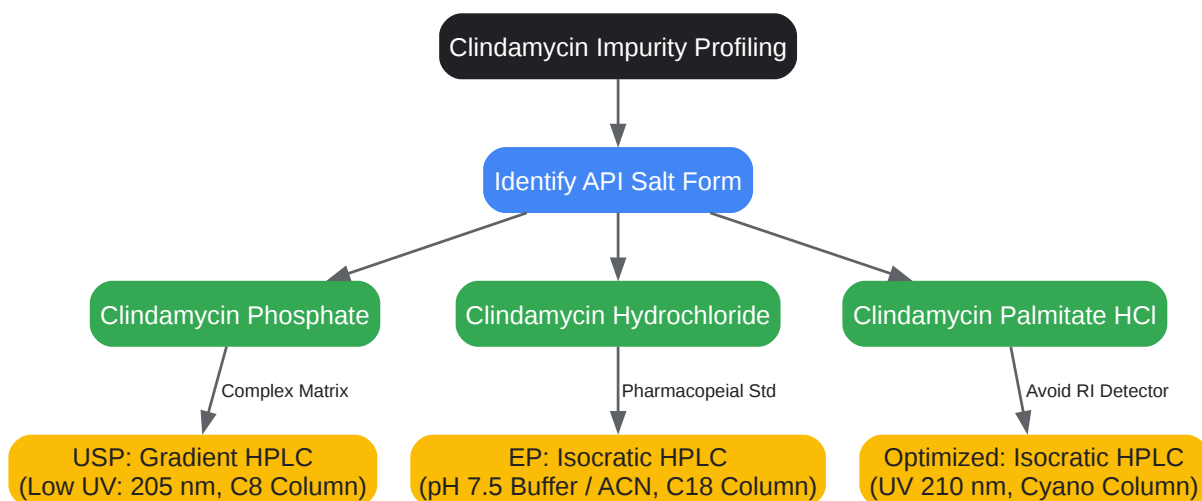 Clindamycin Impurity Profiling
Identify API Salt Form
Clindamycin Phosphate
Clindamycin Hydrochloride
Clindamycin Palmitate HCl
Complex Matrix
Pharmacopeial Std
Avoid RI Detector
USP: Gradient HPLC
(Low UV: 205 nm, C8 Column)
EP: Isocratic HPLC
(pH 7.5 Buffer / ACN, C18 Column)
Optimized: Isocratic HPLC
(UV 210 nm, Cyano Column)